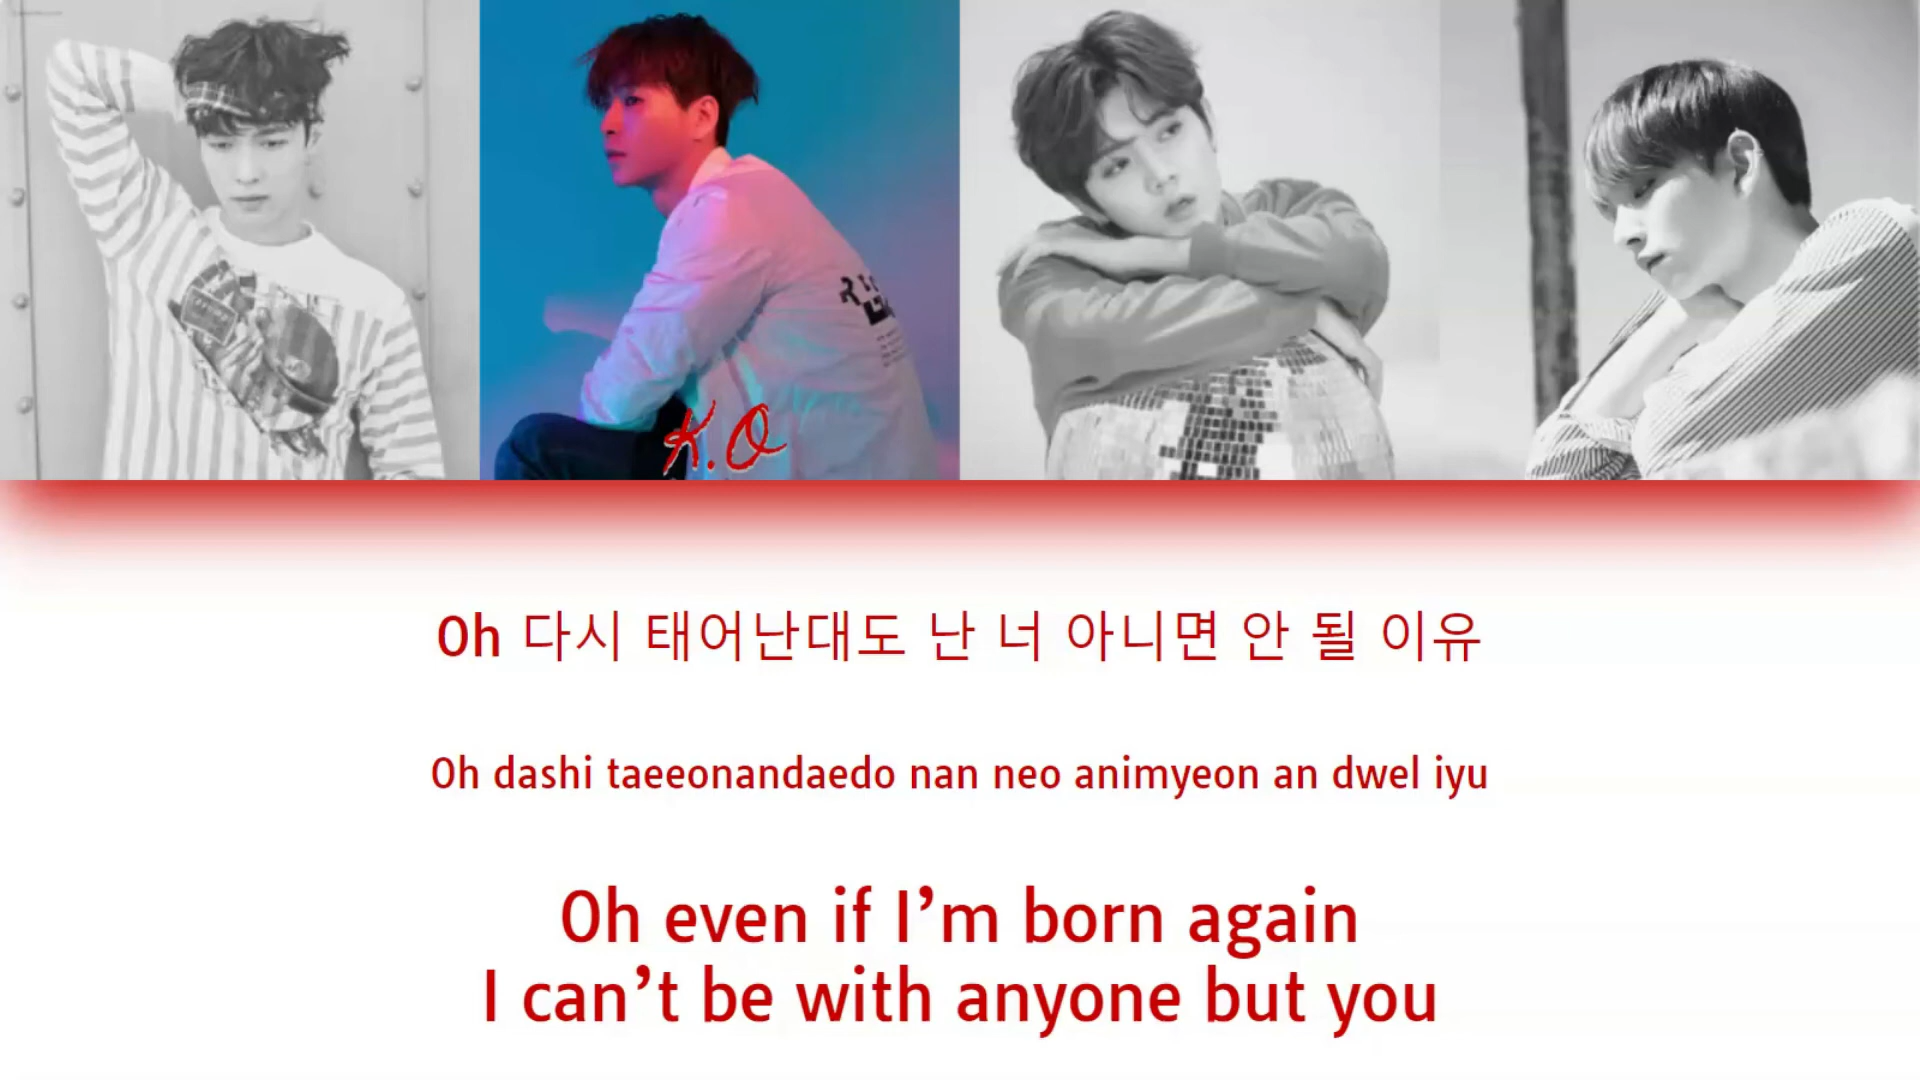 K.O
Oh 다시 태어난대도 난 너 아니면 안 될 이유
Oh dashi taeeonandaedo nan neo animyeon an dwel iyu
Oh even if I’m born again
I can’t be with anyone but you